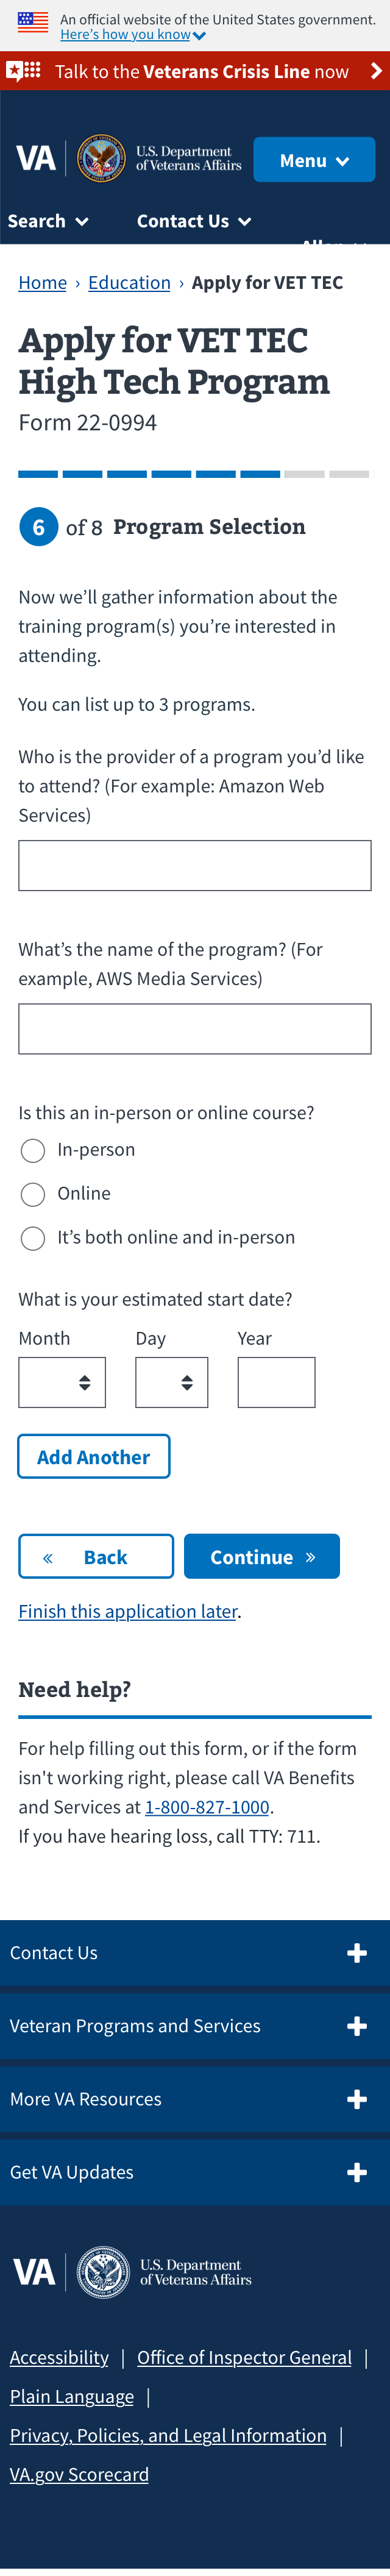 An official website of the United States government.
Here’s how you know
Talk to the Veterans Crisis Line now
VA
U.S. Department
of Veterans Affairs
Menu
Search
Contact Us
Home › Education › Apply for VET TEC
Apply for VET TEC
High Tech Program
Form 22-0994
6 of 8 Program Selection
Now we’ll gather information about the
training program(s) you’re interested in
attending.
You can list up to 3 programs.
Who is the provider of a program you’d like
to attend? (For example: Amazon Web
Services)
What’s the name of the program? (For
example, AWS Media Services)
Is this an in-person or online course?
In-person
Online
It’s both online and in-person
What is your estimated start date?
Month Day Year
Add Another
« Back
Continue »
Finish this application later.
Need help?
For help filling out this form, or if the form
isn't working right, please call VA Benefits
and Services at 1-800-827-1000.
If you have hearing loss, call TTY: 711.
Contact Us
Veteran Programs and Services
More VA Resources
Get VA Updates
VA
U.S. Department
of Veterans Affairs
Accessibility | Office of Inspector General |
Plain Language |
Privacy, Policies, and Legal Information |
VA.gov Scorecard